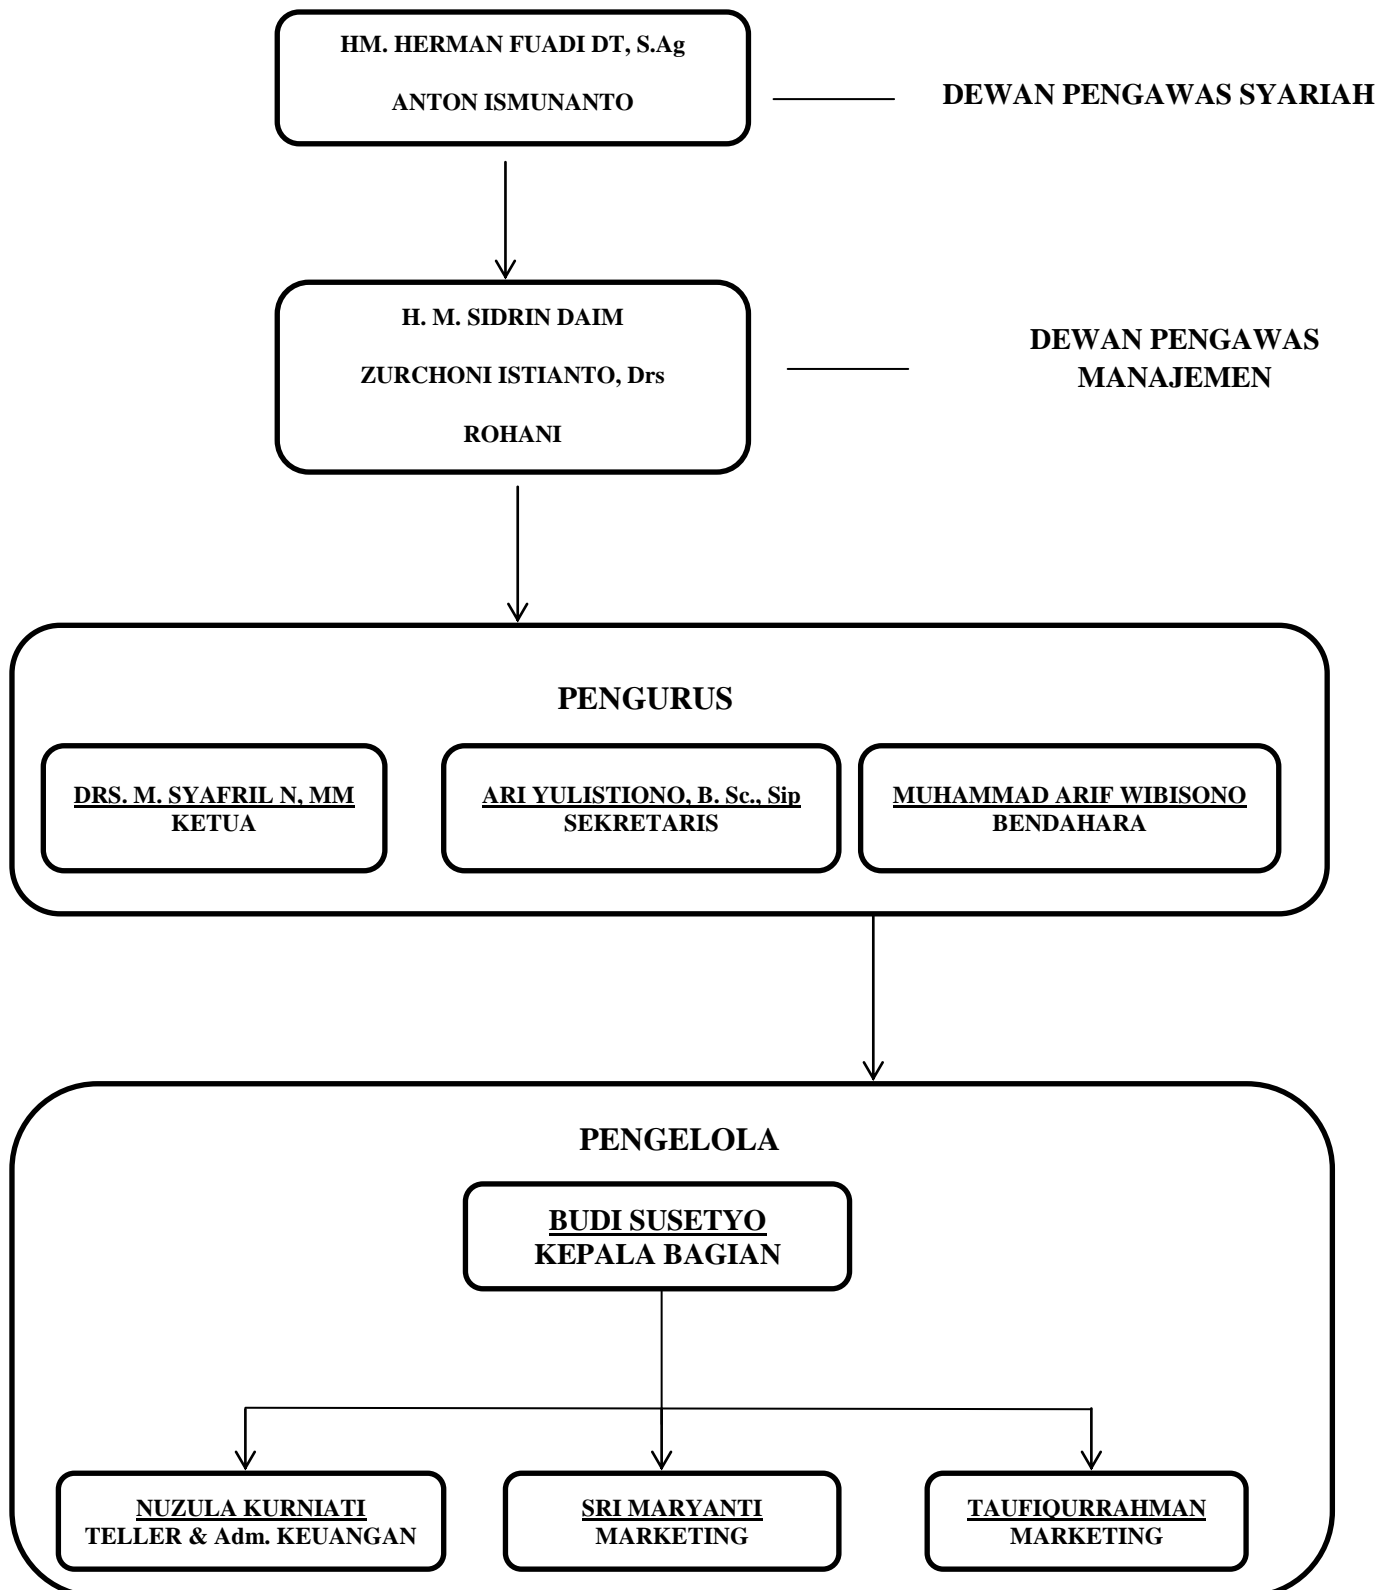 HM. HERMAN FUADI DT, S.Ag
ANTON ISMUNANTO
DEWAN PENGAWAS SYARIAH
H. M. SIDRIN DAIM
ZURCHONI ISTIANTO, Drs
ROHANI
DEWAN PENGAWAS
MANAJEMEN
PENGURUS
DRS. M. SYAFRIL N, MM
KETUA
ARI YULISTIONO, B. Sc., Sip
SEKRETARIS
MUHAMMAD ARIF WIBISONO
BENDAHARA
PENGELOLA
BUDI SUSETYO
KEPALA BAGIAN
NUZULA KURNIATI
TELLER & Adm. KEUANGAN
SRI MARYANTI
MARKETING
TAUFIQURRAHMAN
MARKETING